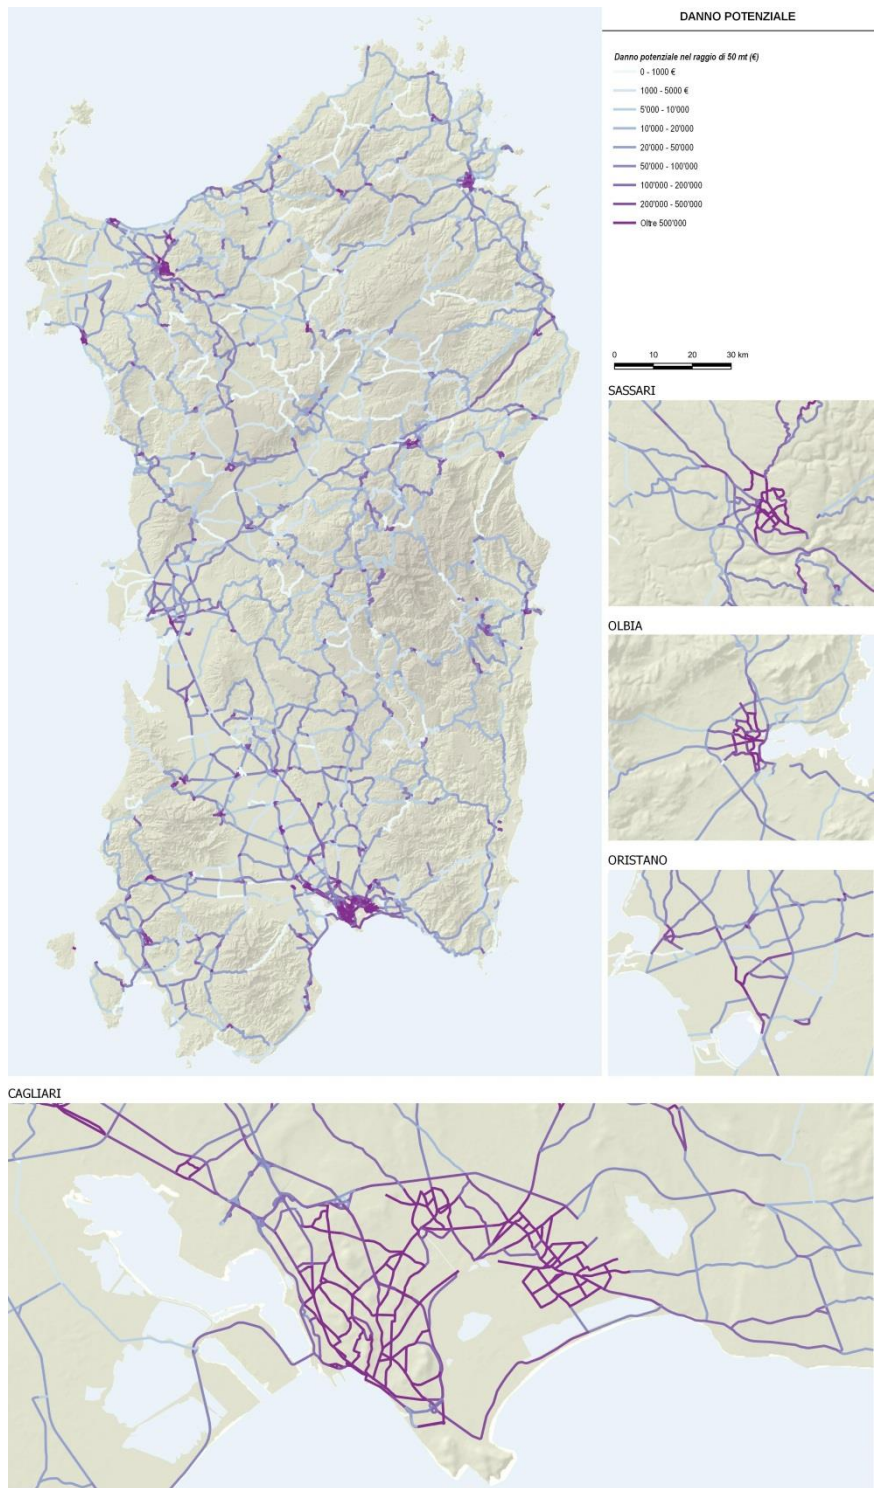 DANNO POTENZIALE
Danno potenziale nel raggio di 50 mt (€)
0 - 1000 €
1000 - 5000 €
5'000 - 10'000
10'000 - 20'000
20'000 - 50'000
50'000 - 100'000
100'000 - 200'000
200'000 - 500'000
Oltre 500'000
0 10 20 30 km
SASSARI
OLBIA
ORISTANO
CAGLIARI